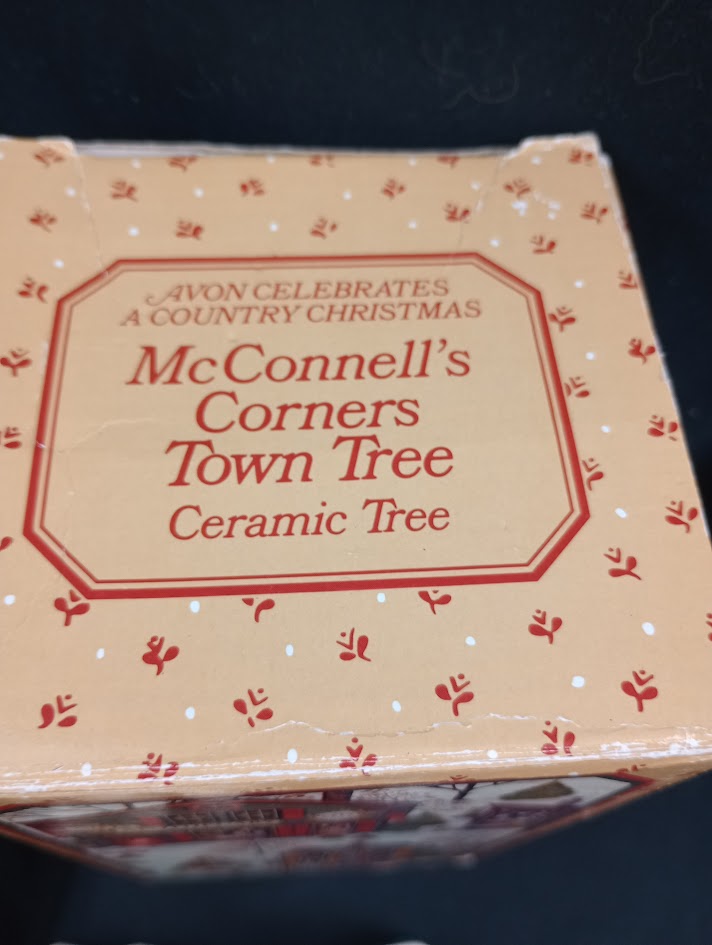 AVON CELEBRATES
A COUNTRY CHRISTMAS
McConnell's
Corners
Town Tree
Ceramic Tree